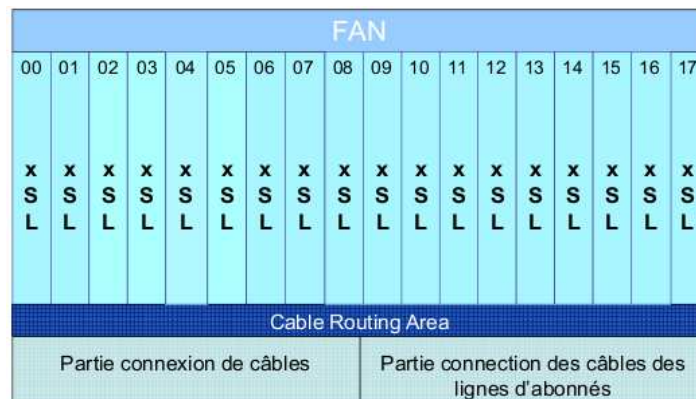 FAN
00 01 02 03 04 05 06 07 08 09 10 11 12 13 14 15 16 17
x x x x x x x x x x x x x x x x x x
S S S S S S S S S S S S S S S S S S
L L L L L L L L L L L L L L L L L L
Cable Routing Area
Partie connexion de câbles
Partie connection des câbles des
lignes d'abonnés